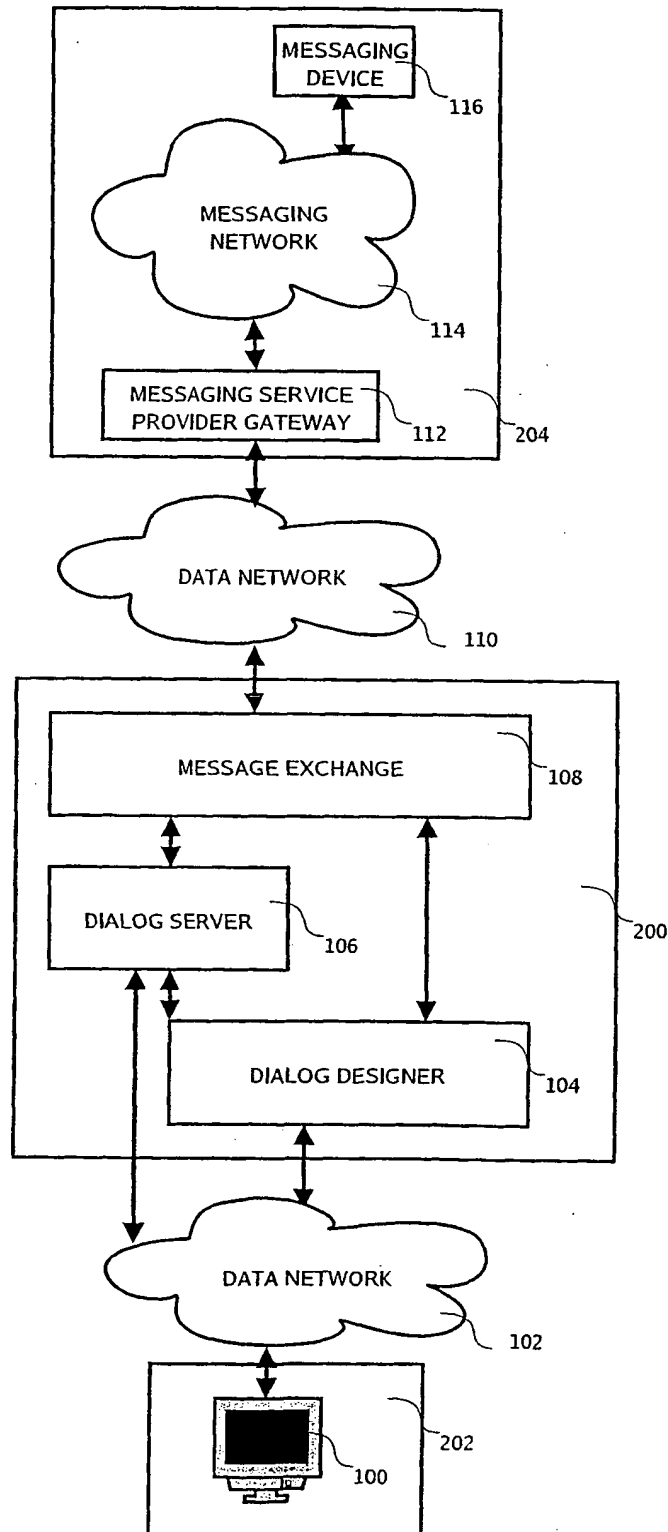 MESSAGING
DEVICE
116
MESSAGING
NETWORK
114
MESSAGING SERVICE
PROVIDER GATEWAY
112
204
DATA NETWORK
110
MESSAGE EXCHANGE
108
DIALOG SERVER
106
200
DIALOG DESIGNER
104
DATA NETWORK
102
202
100